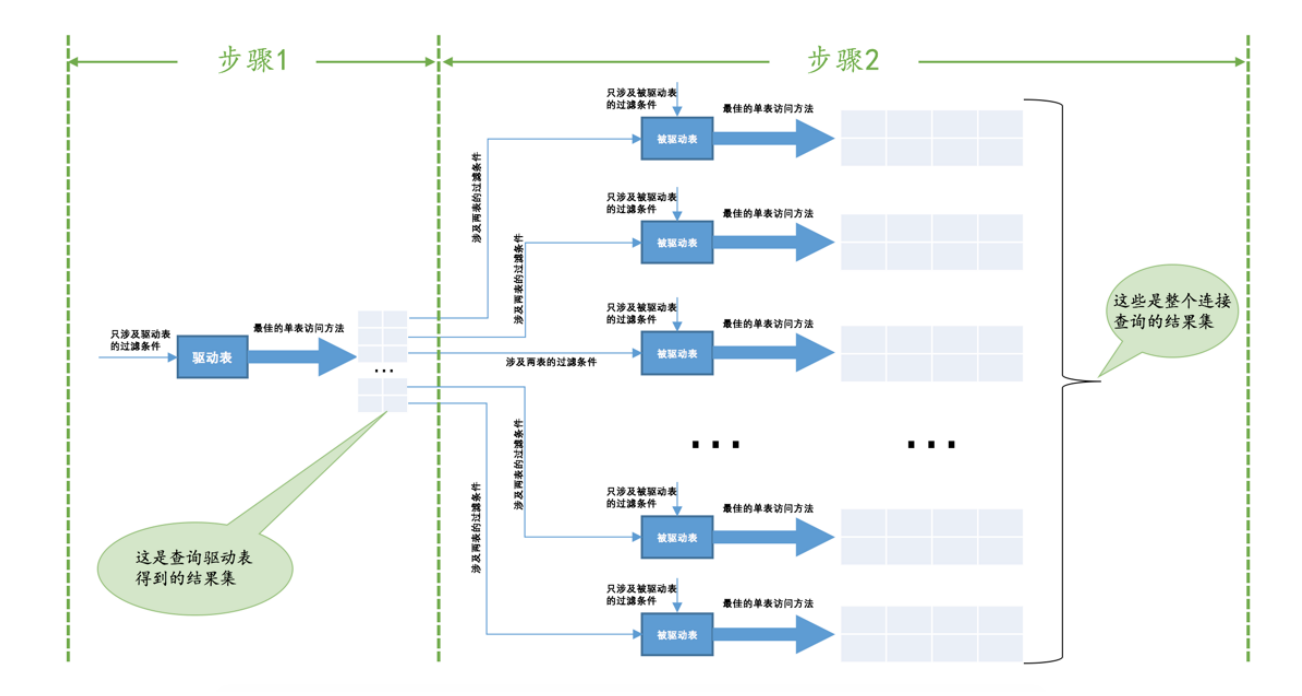 步骤1
步骤2
只涉及驱动表
的过滤条件
驱动表
最佳的单表访问方法
...
这是查询驱动表
得到的结果集
涉及两表的过滤条件
只涉及被驱动表
的过滤条件
被驱动表
最佳的单表访问方法
涉及两表的过滤条件
只涉及被驱动表
的过滤条件
被驱动表
最佳的单表访问方法
涉及两表的过滤条件
只涉及被驱动表
的过滤条件
被驱动表
最佳的单表访问方法
...
...
涉及两表的过滤条件
只涉及被驱动表
的过滤条件
被驱动表
最佳的单表访问方法
涉及两表的过滤条件
只涉及被驱动表
的过滤条件
被驱动表
最佳的单表访问方法
这些是整个连接
查询的结果集